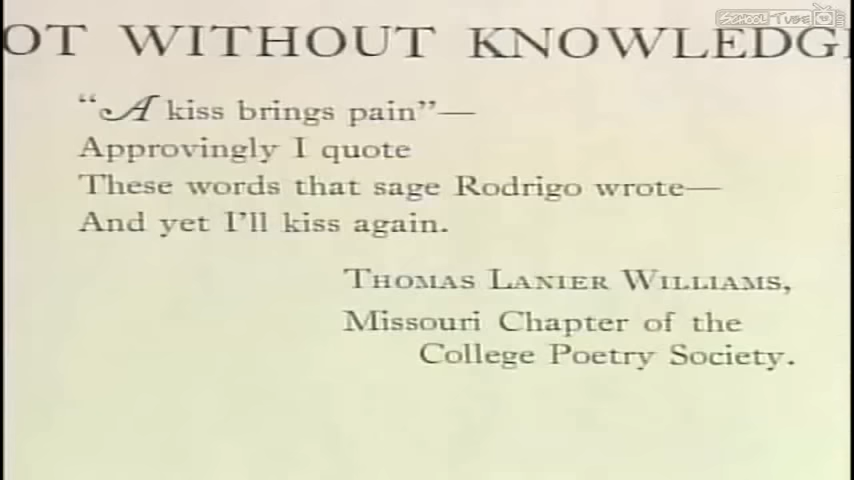 SCHOOLTUBE
OT WITHOUT KNOWLEDG
“A kiss brings pain”—
Approvingly I quote
These words that sage Rodrigo wrote—
And yet I’ll kiss again.
THOMAS LANIER WILLIAMS,
Missouri Chapter of the
College Poetry Society.